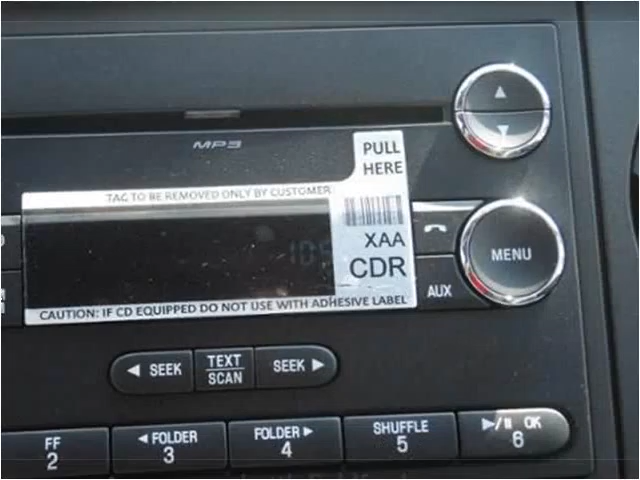 MP3
PULL
HERE
TAG TO BE REMOVED ONLY BY CUSTOMER
XAA
CDR
CAUTION: IF CD EQUIPPED DO NOT USE WITH ADHESIVE LABEL
MENU
AUX
◄ SEEK
TEXT
SCAN
SEEK ►
FF
2
◄ FOLDER
3
FOLDER ►
4
SHUFFLE
5
►/II OK
6